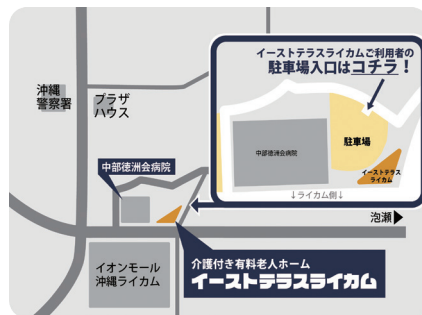 イーストテラスライカムご利用者の
駐車場入口はコチラ！
沖縄
警察署
プラザ
ハウス
中部徳洲会病院
駐車場
中部徳洲会病院
イーストテラス
ライカム
↓ライカム側↓
泡瀬▶
イオンモール
沖縄ライカム
介護付き有料老人ホーム
イーストテラスライカム